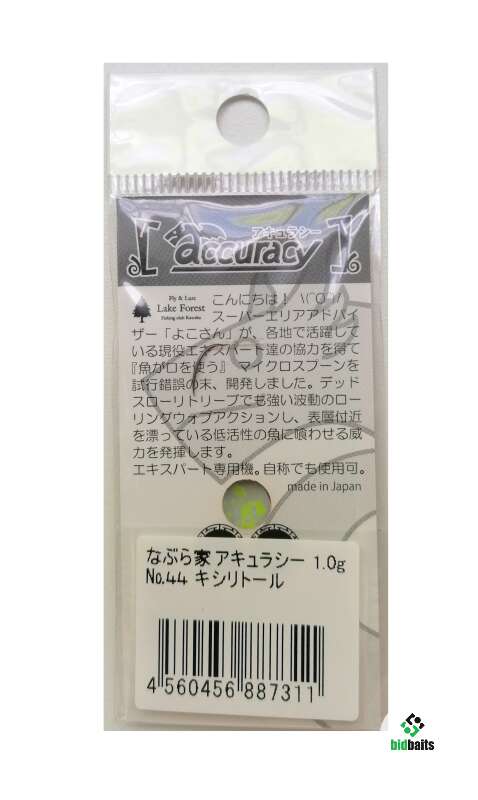 アキュラシー
accuracy
Fly & Lure
Lake Forest
こんにちは！ \(^O^)/
スーパーエリアアドバイ
ザー「よこさん」が、各地で活躍して
いる現役エキスパート達の協力を得て
『魚が口を使う』 マイクロスプーンを
試行錯誤の末、開発しました。デッド
スローリトリーブでも強い波動のロー
リングウォブアクションし、表層付近
を漂っている低活性の魚に喰わせる威
力を発揮します。
エキスパート専用機。自称でも使用可。
made in Japan
なぶら家 アキュラシー 1.0g
No.44 キシリトール
4 560456 887311
bidbaits